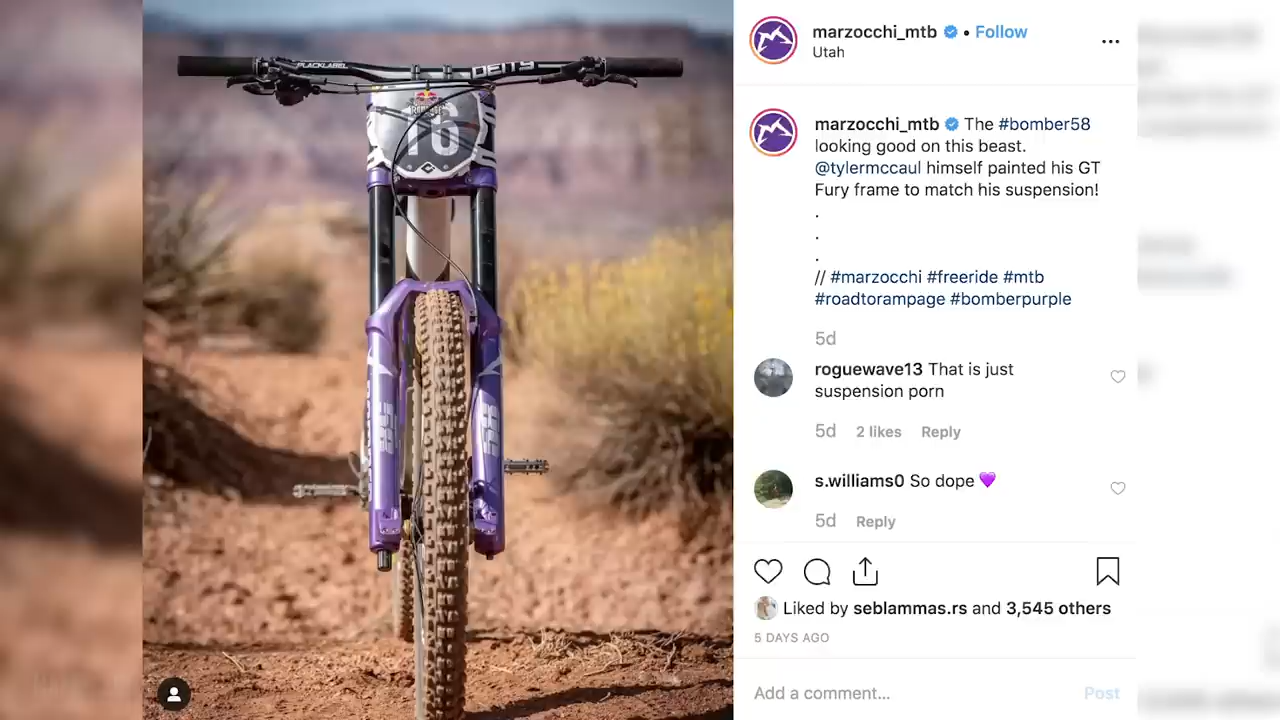 PLACKLABEL
DEITY
16
58
58
marzocchi_mtb • Follow
Utah
marzocchi_mtb The #bomber58
looking good on this beast.
@tylermccaul himself painted his GT
Fury frame to match his suspension!
.
.
.
// #marzocchi #freeride #mtb
#roadtorampage #bomberpurple
5d
roguewave13 That is just
suspension porn
5d 2 likes Reply
s.williams0 So dope 💜
5d Reply
Liked by seblammas.rs and 3,545 others
5 DAYS AGO
Add a comment... Post